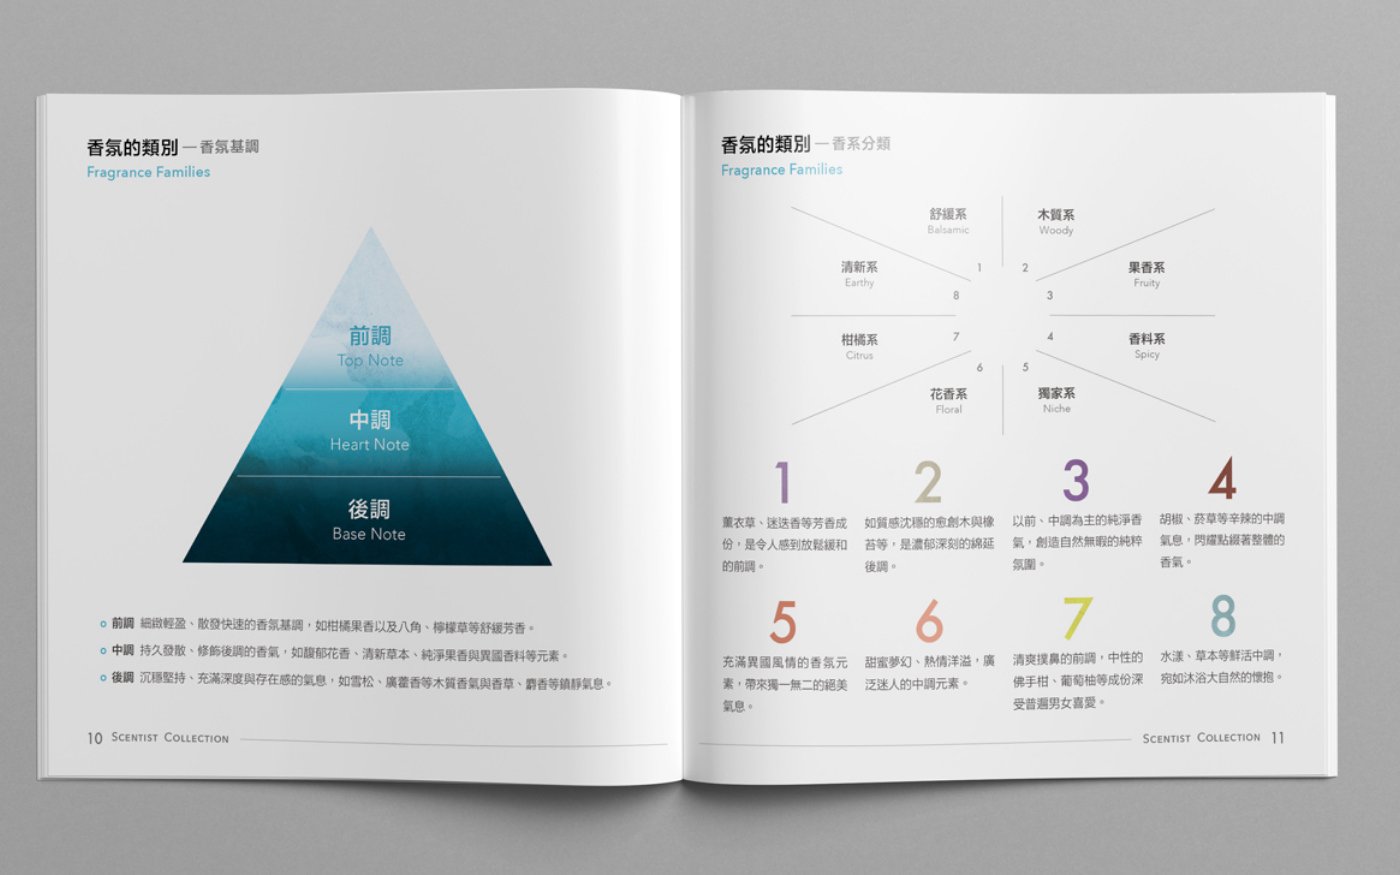 香氛的類別 — 香氛基調
Fragrance Families
前調
Top Note
中調
Heart Note
後調
Base Note
前調 細緻輕盈、散發快速的香氛基調，如柑橘果香以及八角、檸檬草等舒緩芳香。
中調 持久發散、修飾後調的香氣，如馥郁花香、清新草本、純淨果香與異國香料等元素。
後調 沉穩堅持、充滿深度與存在感的氣息，如雪松、廣藿香等木質香氣與香草、麝香等鎮靜氣息。
10 SCENTIST COLLECTION
香氛的類別 — 香系分類
Fragrance Families
舒緩系
Balsamic
木質系
Woody
清新系
Earthy
果香系
Fruity
1
2
8
3
柑橘系
Citrus
香料系
Spicy
7
4
6
5
花香系
Floral
獨家系
Niche
1
薰衣草、迷迭香等芳香成
份，是令人感到放鬆緩和
的前調。
2
如質感沈穩的愈創木與橡
苔等，是濃郁深刻的綿延
後調。
3
以前、中調為主的純淨香
氣，創造自然無暇的純粹
氛圍。
4
胡椒、菸草等辛辣的中調
氣息，閃耀點綴著整體的
香氣。
5
充滿異國風情的香氛元
素，帶來獨一無二的絕美
氣息。
6
甜蜜夢幻、熱情洋溢，廣
泛迷人的中調元素。
7
清爽撲鼻的前調，中性的
佛手柑、葡萄柚等成份深
受普遍男女喜愛。
8
水漾、草本等鮮活中調，
宛如沐浴大自然的懷抱。
SCENTIST COLLECTION 11